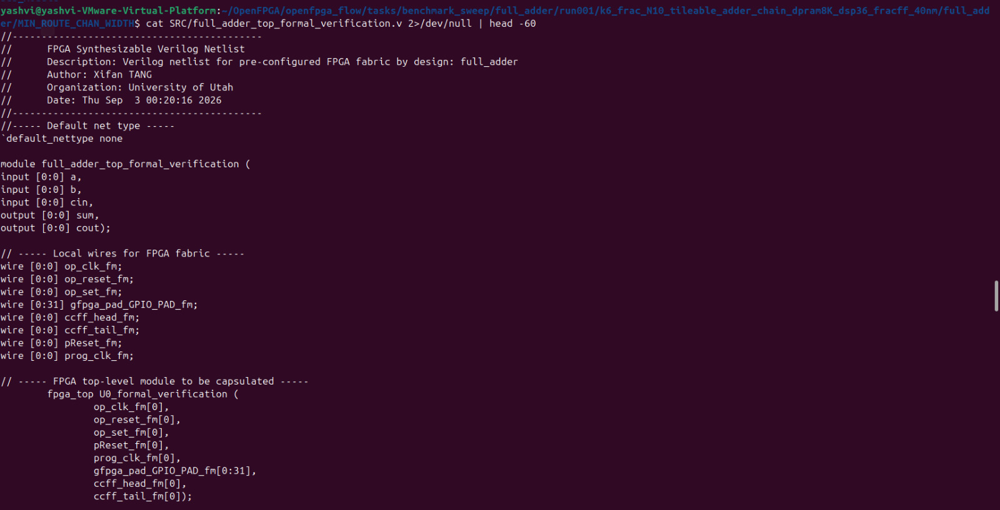 yashvi@yashvi-VMware-Virtual-Platform:~/OpenFPGA/openfpga_flow/tasks/benchmark_sweep/full_adder/run001/k6_frac_N10_tileable_adder_chain_dpram8K_dsp36_fracff_40nm/full_add
er/MIN_ROUTE_CHAN_WIDTH$ cat SRC/full_adder_top_formal_verification.v 2>/dev/null | head -60
//-------------------------------------------
//      FPGA Synthesizable Verilog Netlist
//      Description: Verilog netlist for pre-configured FPGA fabric by design: full_adder
//      Author: Xifan TANG
//      Organization: University of Utah
//      Date: Thu Sep  3 00:20:16 2026
//-------------------------------------------
//----- Default net type -----
`default_nettype none
module full_adder_top_formal_verification (
input [0:0] a,
input [0:0] b,
input [0:0] cin,
output [0:0] sum,
output [0:0] cout);
// ----- Local wires for FPGA fabric -----
wire [0:0] op_clk_fm;
wire [0:0] op_reset_fm;
wire [0:0] op_set_fm;
wire [0:31] gfpga_pad_GPIO_PAD_fm;
wire [0:0] ccff_head_fm;
wire [0:0] ccff_tail_fm;
wire [0:0] pReset_fm;
wire [0:0] prog_clk_fm;
// ----- FPGA top-level module to be capsulated -----
        fpga_top U0_formal_verification (
                op_clk_fm[0],
                op_reset_fm[0],
                op_set_fm[0],
                pReset_fm[0],
                prog_clk_fm[0],
                gfpga_pad_GPIO_PAD_fm[0:31],
                ccff_head_fm[0],
                ccff_tail_fm[0]);